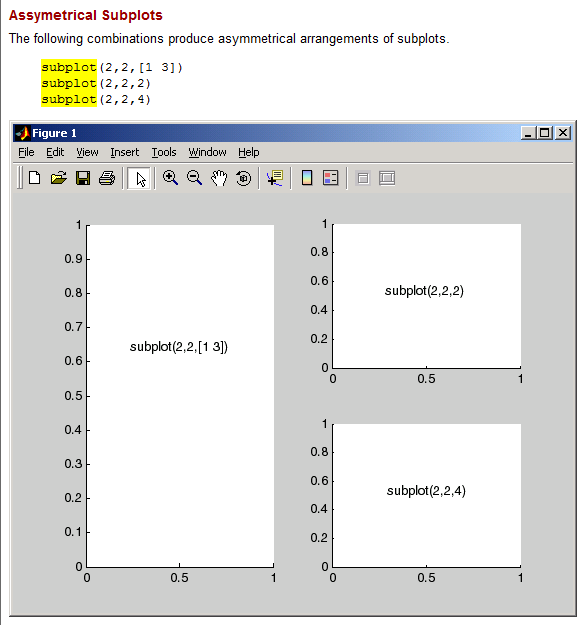 Assymetrical Subplots
The following combinations produce asymmetrical arrangements of subplots.
subplot(2,2,[1 3])
subplot(2,2,2)
subplot(2,2,4)
Figure 1
File Edit View Insert Tools Window Help
1
0.9
0.8
0.7
0.6
0.5
0.4
0.3
0.2
0.1
0
0 0.5 1
subplot(2,2,[1 3])
1
0.8
0.6
0.4
0.2
0
0 0.5 1
subplot(2,2,2)
1
0.8
0.6
0.4
0.2
0
0 0.5 1
subplot(2,2,4)